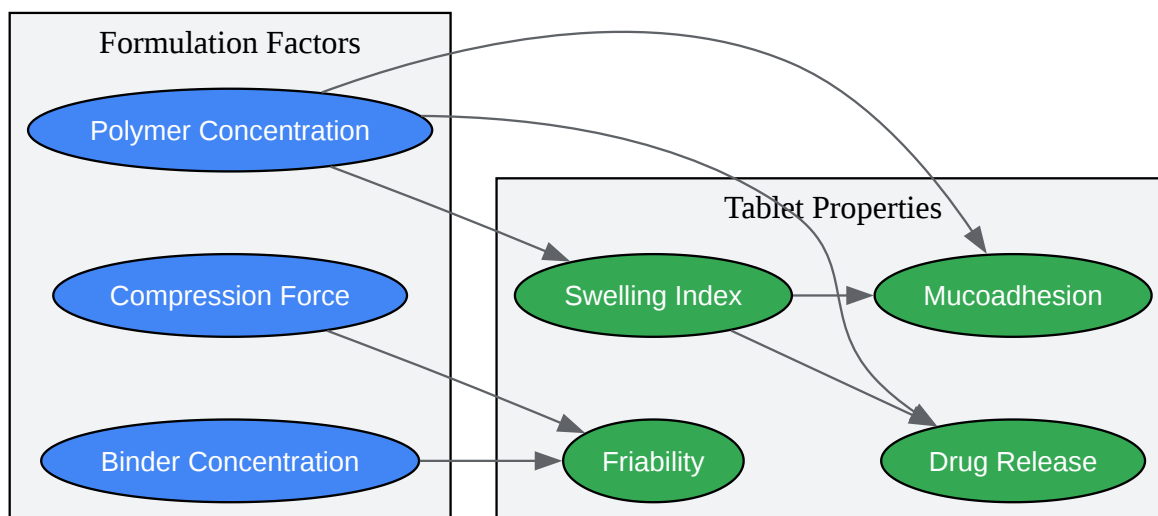 Formulation Factors
Polymer Concentration
Compression Force
Binder Concentration
Tablet Properties
Swelling Index
Mucoadhesion
Friability
Drug Release